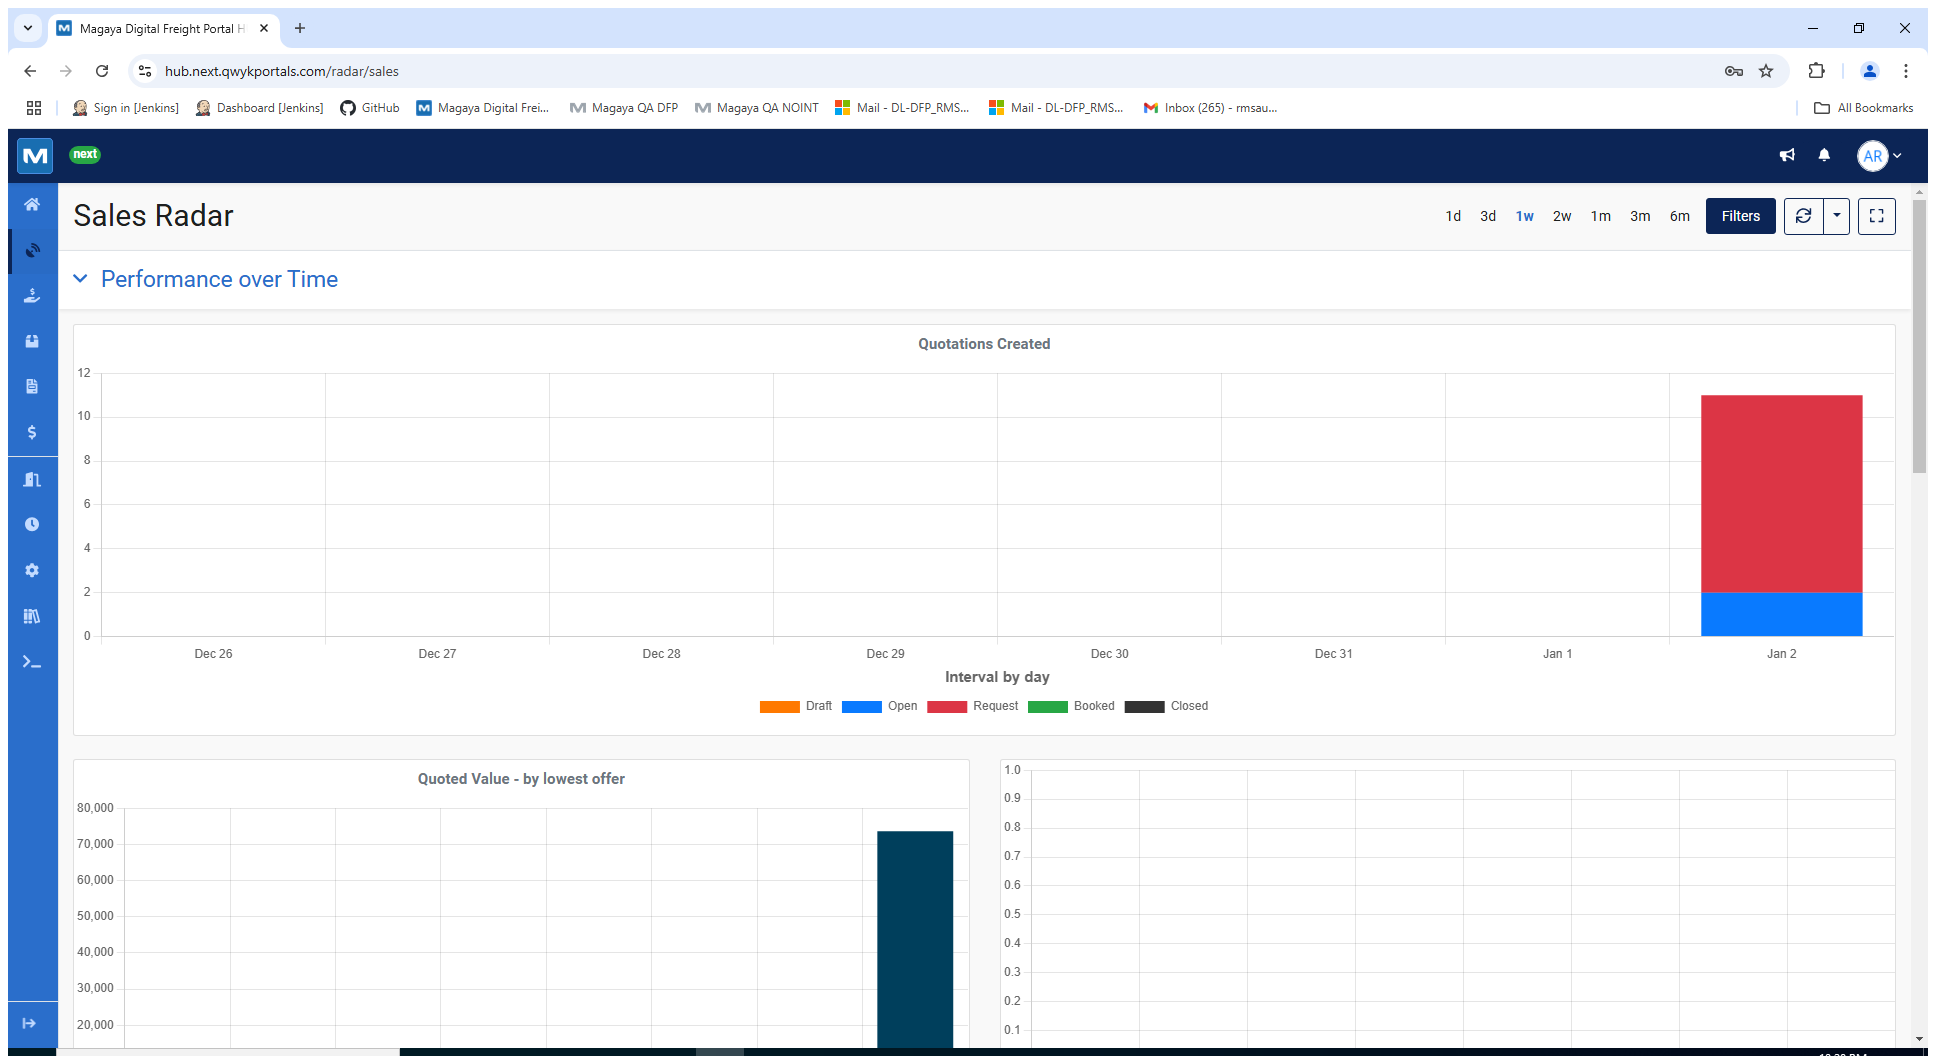 Magaya Digital Freight Portal H
hub.next.qwykportals.com/radar/sales
Sign in [Jenkins]
Dashboard [Jenkins]
GitHub
Magaya Digital Frei...
Magaya QA DFP
Magaya QA NOINT
Mail - DL-DFP_RMS...
Mail - DL-DFP_RMS...
Inbox (265) - rmsau...
All Bookmarks
M
next
AR
Sales Radar
1d 3d 1w 2w 1m 3m 6m
Filters
Performance over Time
Quotations Created
12
10
8
6
4
2
0
Dec 26 Dec 27 Dec 28 Dec 29 Dec 30 Dec 31 Jan 1 Jan 2
Interval by day
Draft Open Request Booked Closed
Quoted Value - by lowest offer
80,000
70,000
60,000
50,000
40,000
30,000
20,000
1.0
0.9
0.8
0.7
0.6
0.5
0.4
0.3
0.2
0.1